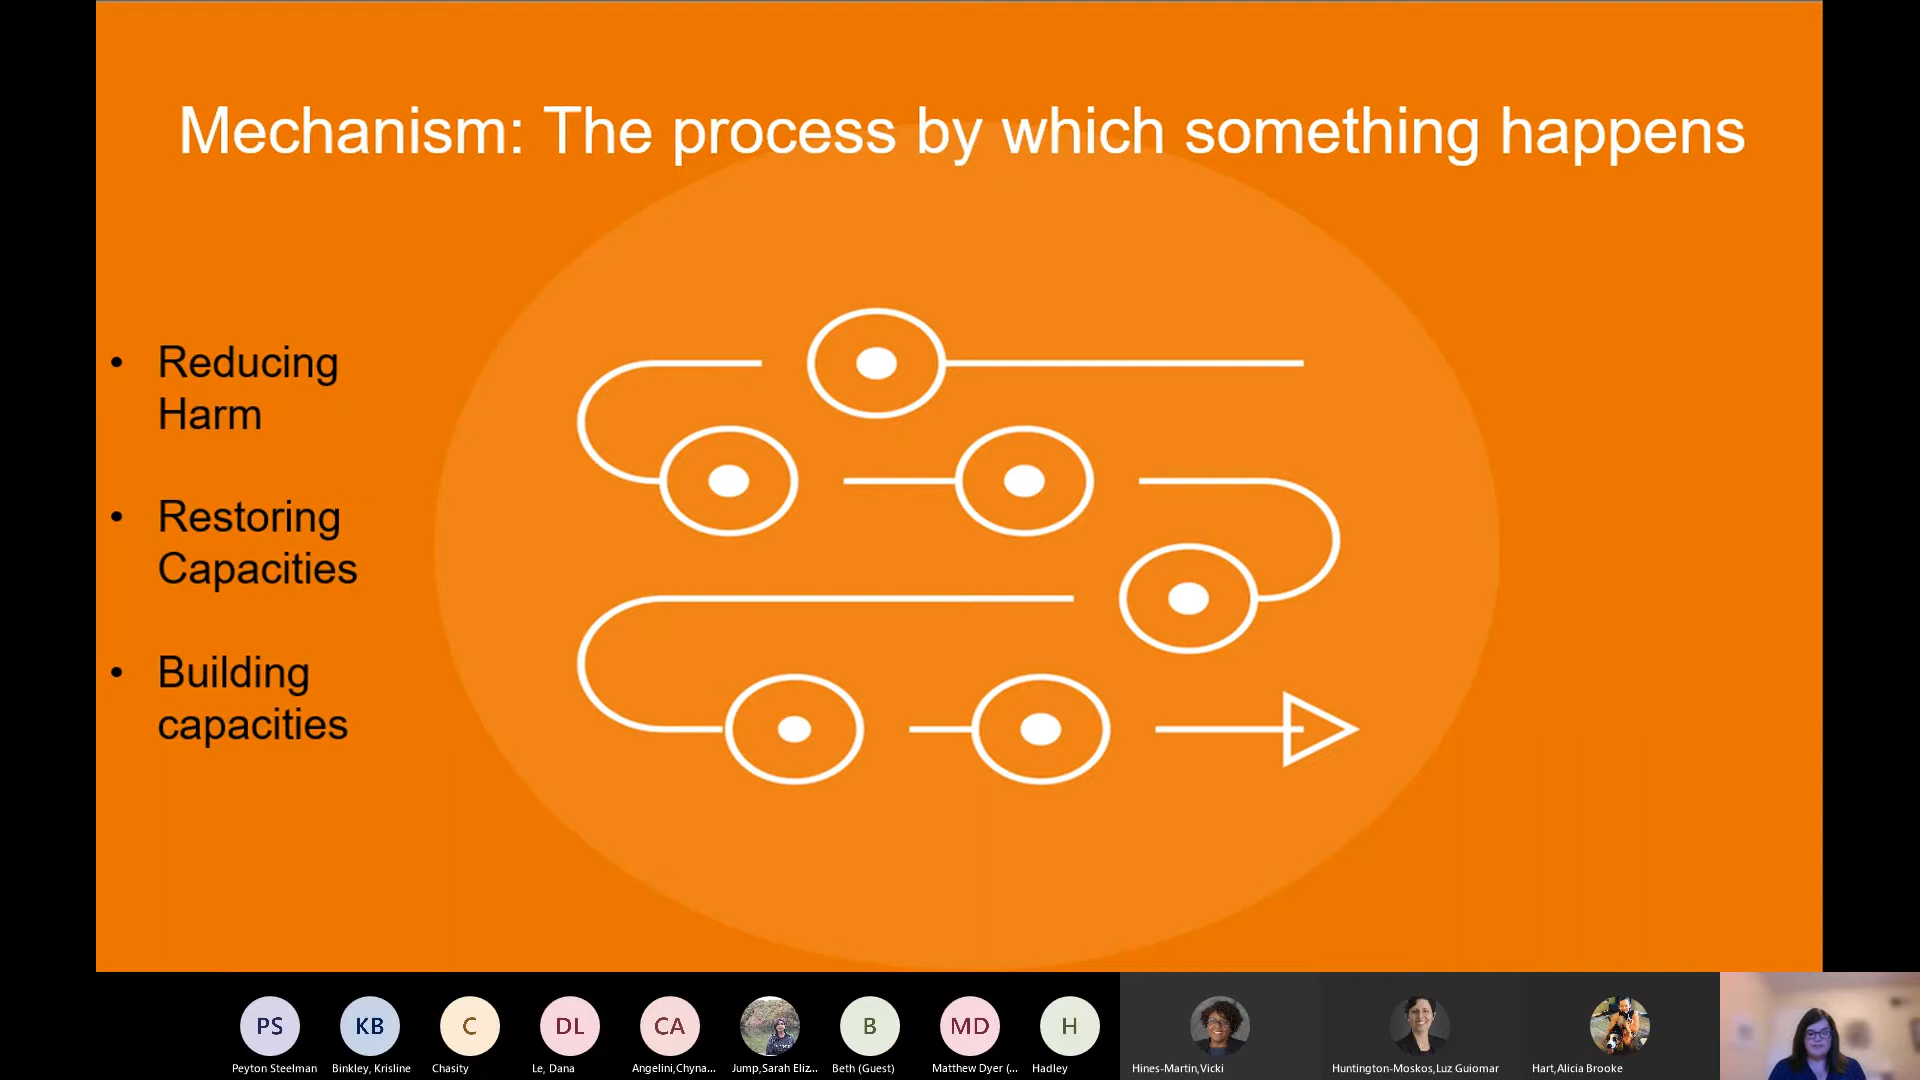 Mechanism: The process by which something happens
• Reducing
Harm
• Restoring
Capacities
• Building
capacities
PS
KB
C
DL
CA
B
MD
H
Peyton Steelman
Binkley, Krisline
Chasity
Le, Dana
Angelini,Chyna...
Jump,Sarah Eliz...
Beth (Guest)
Matthew Dyer (...
Hadley
Hines-Martin,Vicki
Huntington-Moskos,Luz Guiomar
Hart,Alicia Brooke